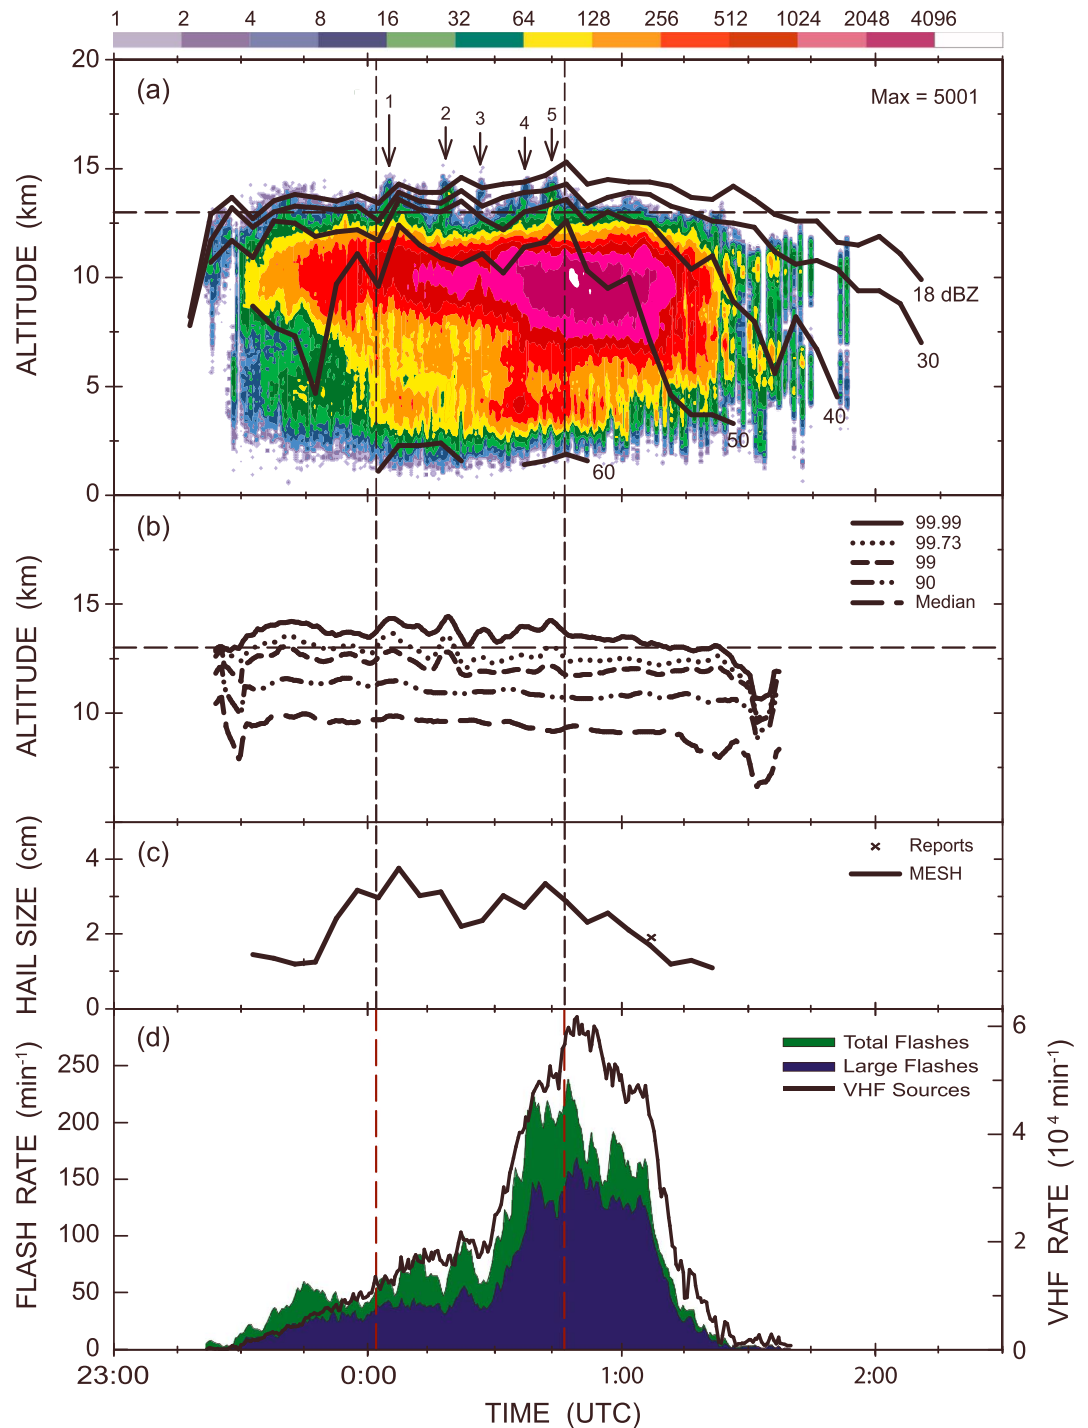 1 2 4 8 16 32 64 128 256 512 1024 2048 4096
20
(a)
Max = 5001
1 2 3 4 5
15
ALTITUDE (km)
10
18 dBZ
30
5
40
50
60
0
(b)
99.99
99.73
99
90
Median
15
ALTITUDE (km)
10
(c)
Reports
MESH
4
HAIL SIZE (cm)
2
0
(d)
Total Flashes
Large Flashes
VHF Sources
6
250
200
4
FLASH RATE (min⁻¹)
VHF RATE (10⁴ min⁻¹)
150
100
2
50
0
0
23:00 0:00 1:00 2:00
TIME (UTC)